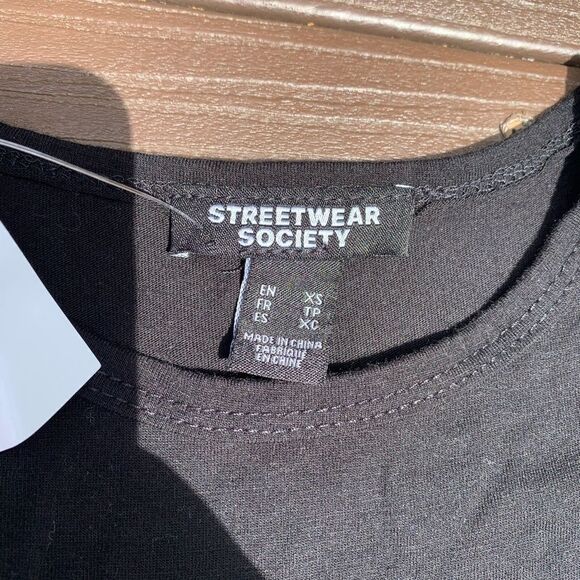 STREETWEAR
SOCIETY
EN XS
FR TP
ES XC
MADE IN CHINA
FABRIQUÉ
EN CHINE